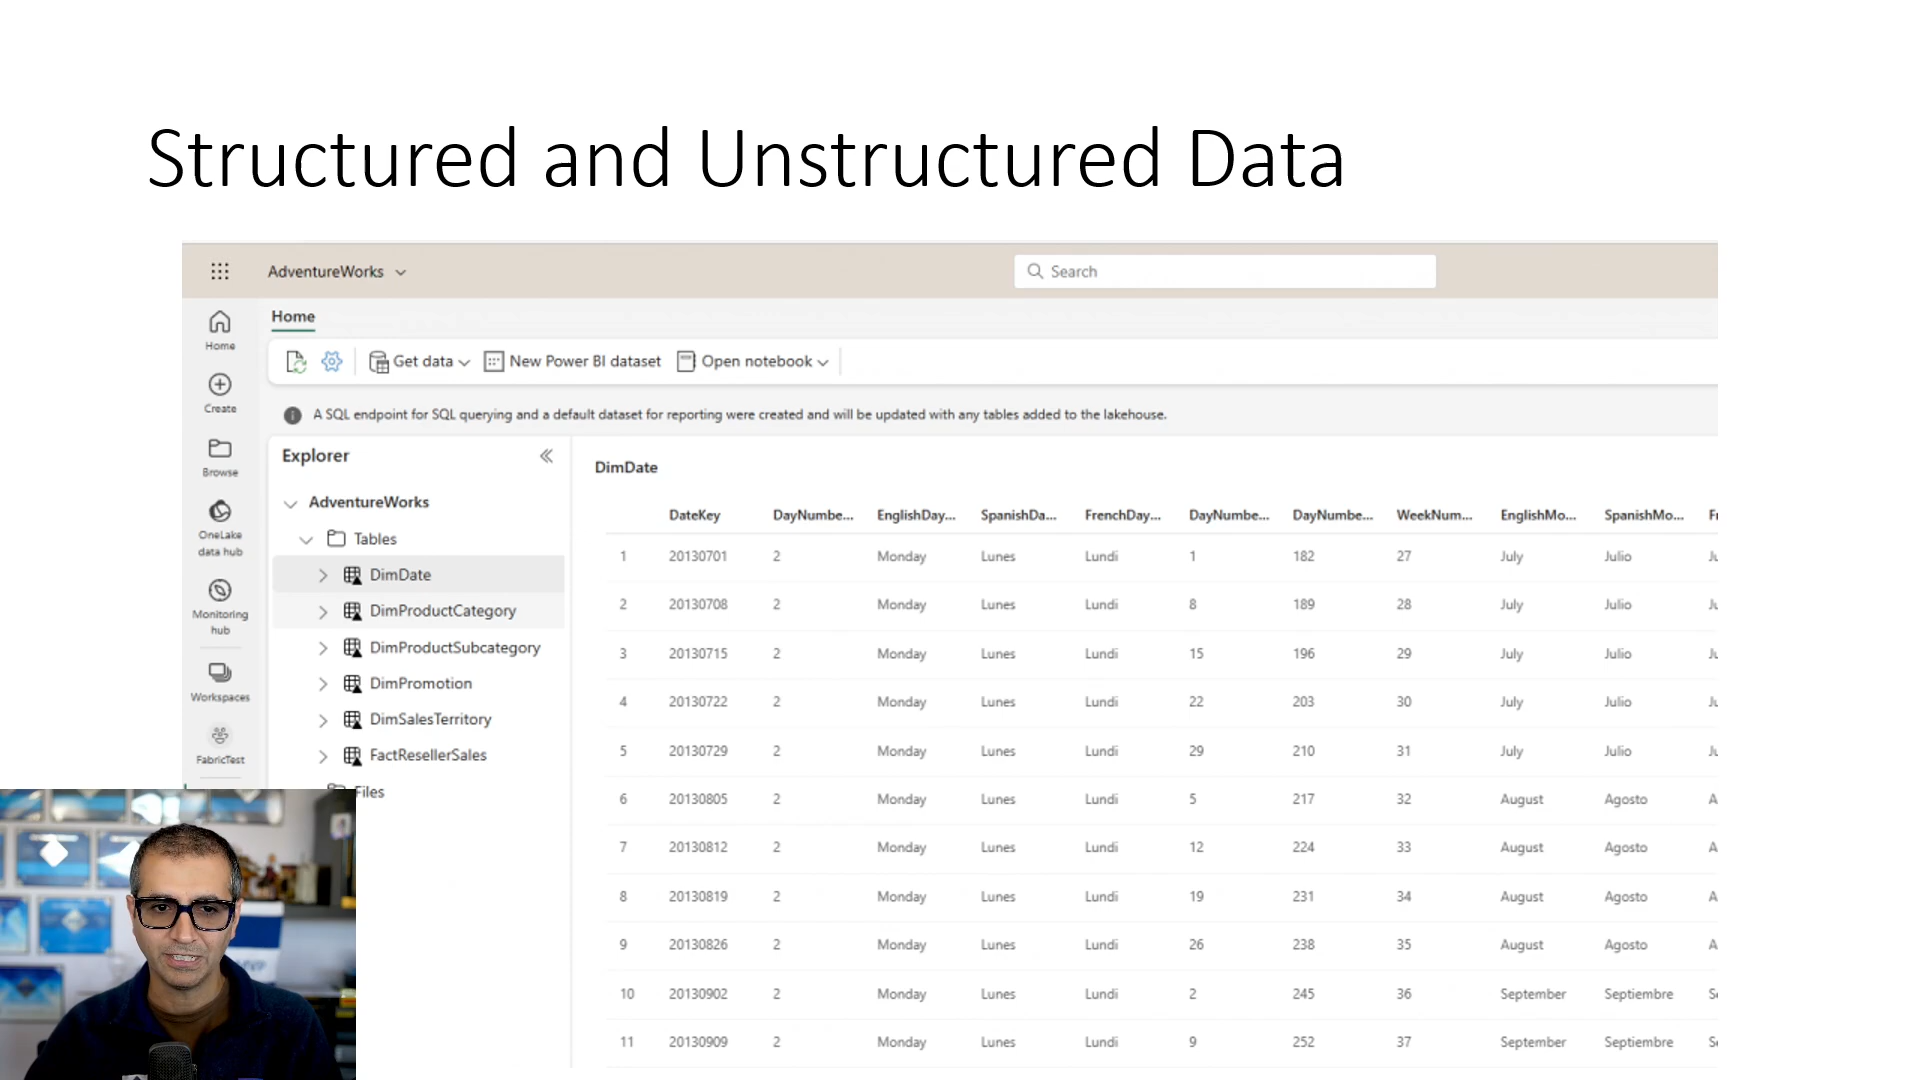 Structured and Unstructured Data
AdventureWorks
Search
Home
Home
Get data
New Power BI dataset
Open notebook
Create
A SQL endpoint for SQL querying and a default dataset for reporting were created and will be updated with any tables added to the lakehouse.
Browse
OneLake
data hub
Monitoring
hub
Workspaces
FabricTest
Explorer
AdventureWorks
Tables
DimDate
DimProductCategory
DimProductSubcategory
DimPromotion
DimSalesTerritory
FactResellerSales
Files
DimDate
DateKey DayNumbe... EnglishDay... SpanishDa... FrenchDay... DayNumbe... DayNumbe... WeekNum... EnglishMo... SpanishMo...
1 20130701 2 Monday Lunes Lundi 1 182 27 July Julio
2 20130708 2 Monday Lunes Lundi 8 189 28 July Julio
3 20130715 2 Monday Lunes Lundi 15 196 29 July Julio
4 20130722 2 Monday Lunes Lundi 22 203 30 July Julio
5 20130729 2 Monday Lunes Lundi 29 210 31 July Julio
6 20130805 2 Monday Lunes Lundi 5 217 32 August Agosto A
7 20130812 2 Monday Lunes Lundi 12 224 33 August Agosto A
8 20130819 2 Monday Lunes Lundi 19 231 34 August Agosto A
9 20130826 2 Monday Lunes Lundi 26 238 35 August Agosto A
10 20130902 2 Monday Lunes Lundi 2 245 36 September Septiembre
11 20130909 2 Monday Lunes Lundi 9 252 37 September Septiembre